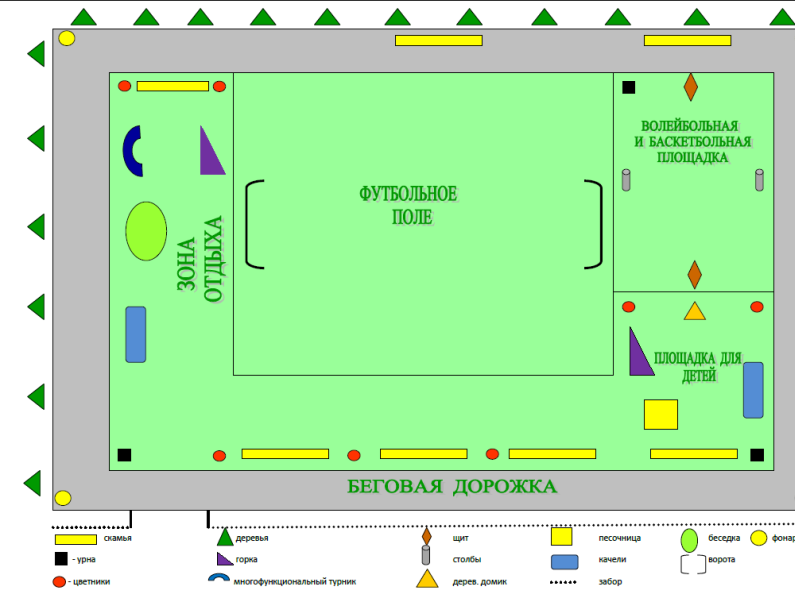 ВОЛЕЙБОЛЬНАЯ
И БАСКЕТБОЛЬНАЯ
ПЛОЩАДКА
ФУТБОЛЬНОЕ
ПОЛЕ
ЗОНА
ОТДЫХА
ПЛОЩАДКА ДЛЯ
ДЕТЕЙ
БЕГОВАЯ ДОРОЖКА
скамья
деревья
щит
песочница
беседка
фонар
- урна
горка
столбы
качели
ворота
- цветники
многофункциональный турник
дерев. домик
забор